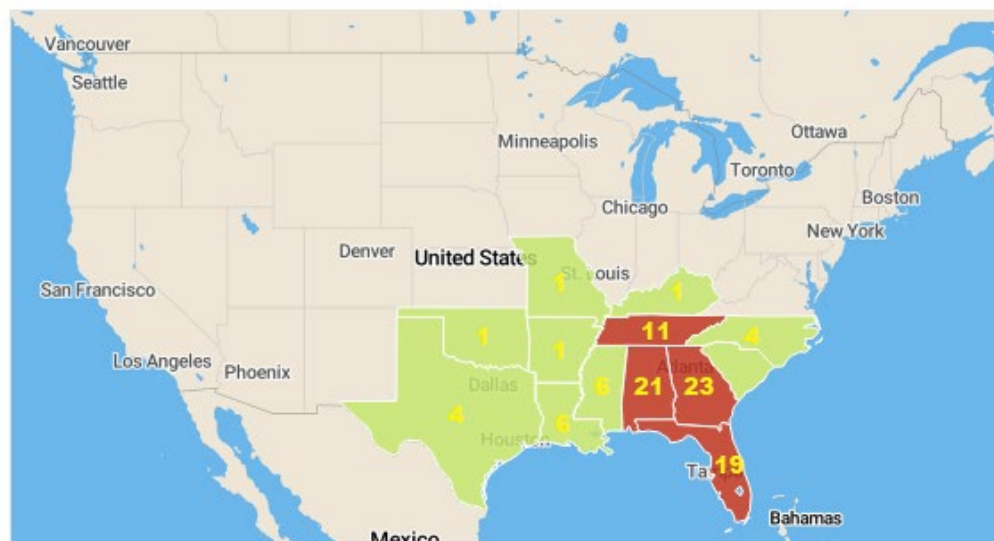 Vancouver
Seattle
Ottawa
Minneapolis
Toronto
Boston
Chicago
New York
Denver
United States
St. Louis
1
1
San Francisco
11
4
1
1
Los Angeles
Atlanta
Phoenix
Dallas
6
21
23
4
6
Houston
19
Bahamas
Mexico